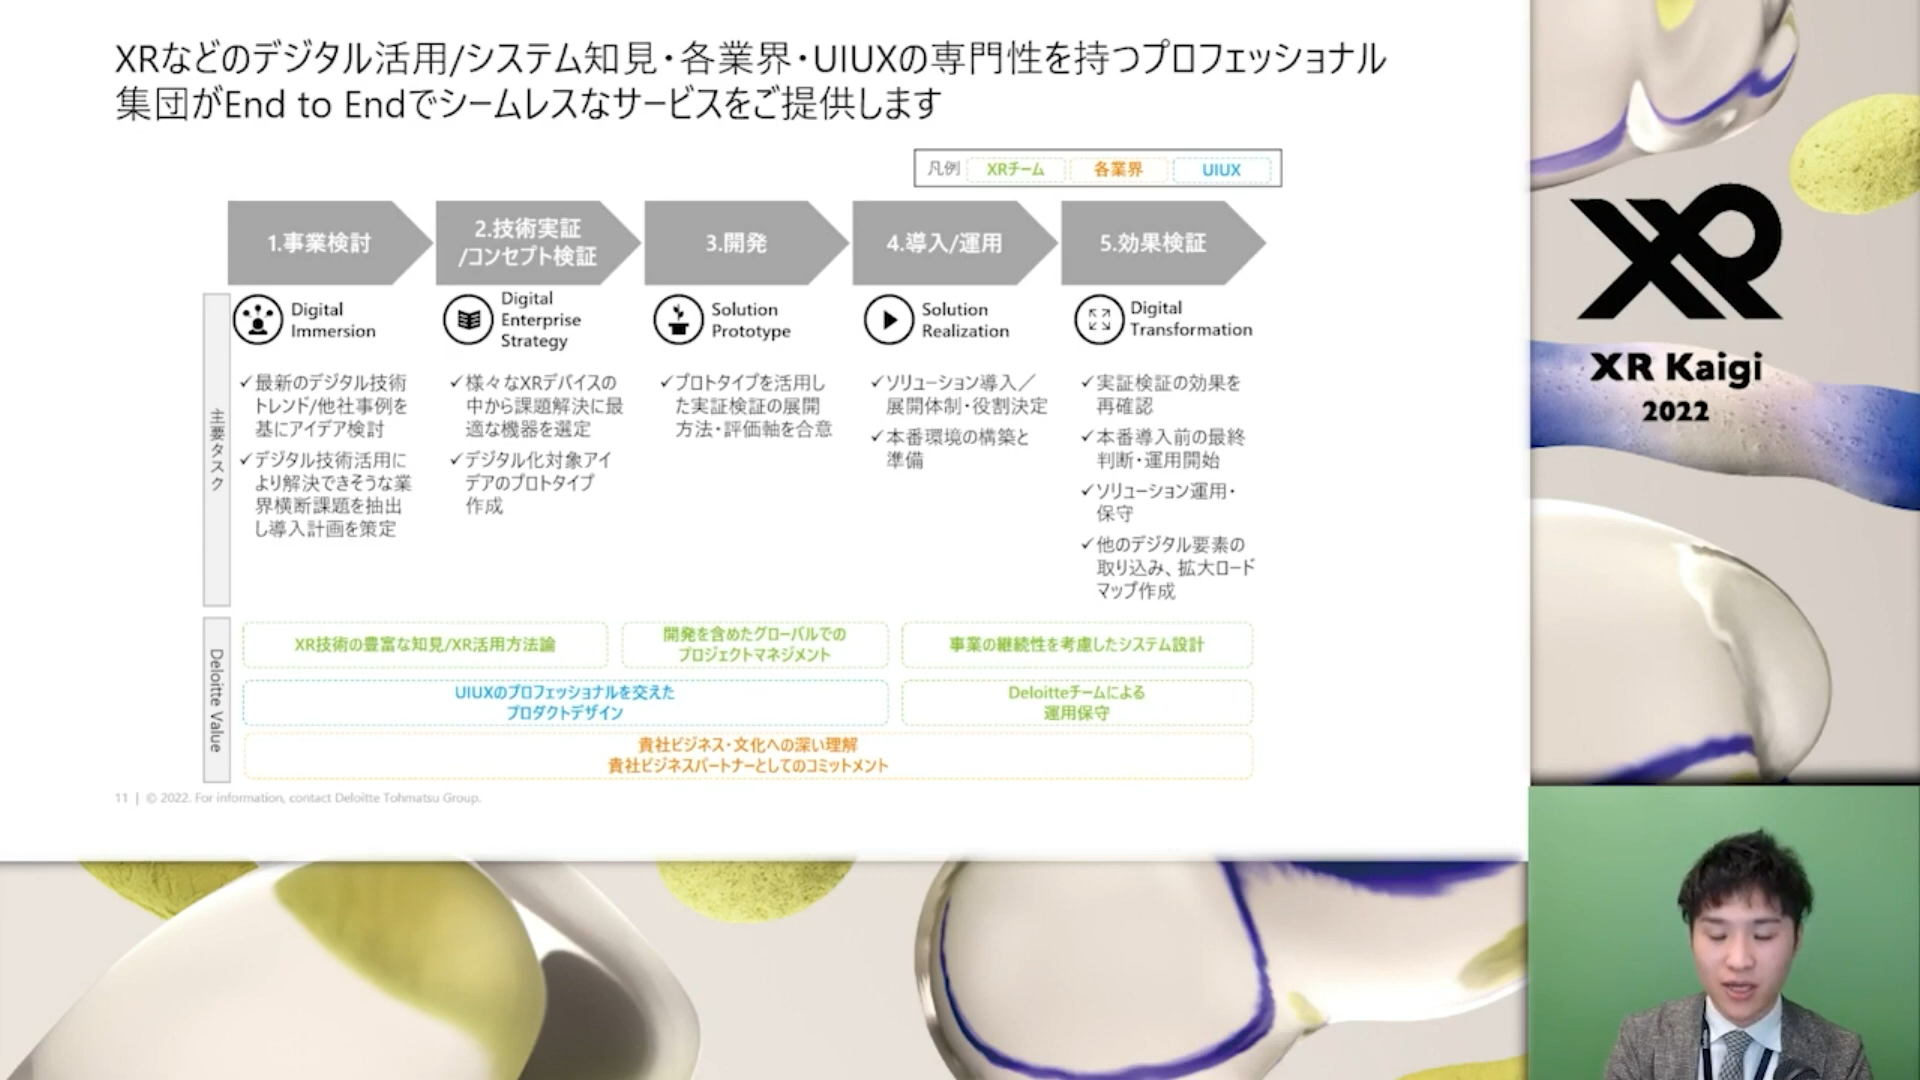 XRなどのデジタル活用/システム知見・各業界・UIUXの専門性を持つプロフェッショナル
集団がEnd to Endでシームレスなサービスをご提供します
凡例 XRチーム 各業界 UIUX
1.事業検討
2.技術実証
/コンセプト検証
3.開発
4.導入/運用
5.効果検証
主要タスク
Digital
Immersion
Digital
Enterprise
Strategy
Solution
Prototype
Solution
Realization
Digital
Transformation
✓最新のデジタル技術
トレンド/他社事例を
基にアイデア検討
✓デジタル技術活用に
より解決できそうな業
界横断課題を抽出
し導入計画を策定
✓様々なXRデバイスの
中から課題解決に最
適な機器を選定
✓デジタル化対象アイ
デアのプロトタイプ
作成
✓プロトタイプを活用し
た実証検証の展開
方法・評価軸を合意
✓ソリューション導入／
展開体制・役割決定
✓本番環境の構築と
準備
✓実証検証の効果を
再確認
✓本番導入前の最終
判断・運用開始
✓ソリューション運用・
保守
✓他のデジタル要素の
取り込み、拡大ロード
マップ作成
Deloitte Value
XR技術の豊富な知見/XR活用方法論
開発を含めたグローバルでの
プロジェクトマネジメント
事業の継続性を考慮したシステム設計
UIUXのプロフェッショナルを交えた
プロダクトデザイン
Deloitteチームによる
運用保守
貴社ビジネス・文化への深い理解
貴社ビジネスパートナーとしてのコミットメント
11 | © 2022. For information, contact Deloitte Tohmatsu Group.
XR
XR Kaigi
2022